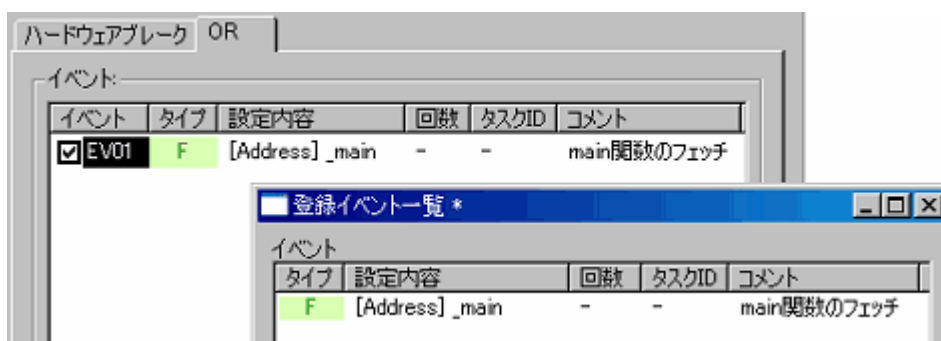 ハードウェアブレーク OR
イベント:
イベント タイプ 設定内容 回数 タスクID コメント
EV01 F [Address] _main - - main関数のフェッチ
登録イベント一覧 *
イベント
タイプ 設定内容 回数 タスクID コメント
F [Address] _main - - main関数のフェッチ